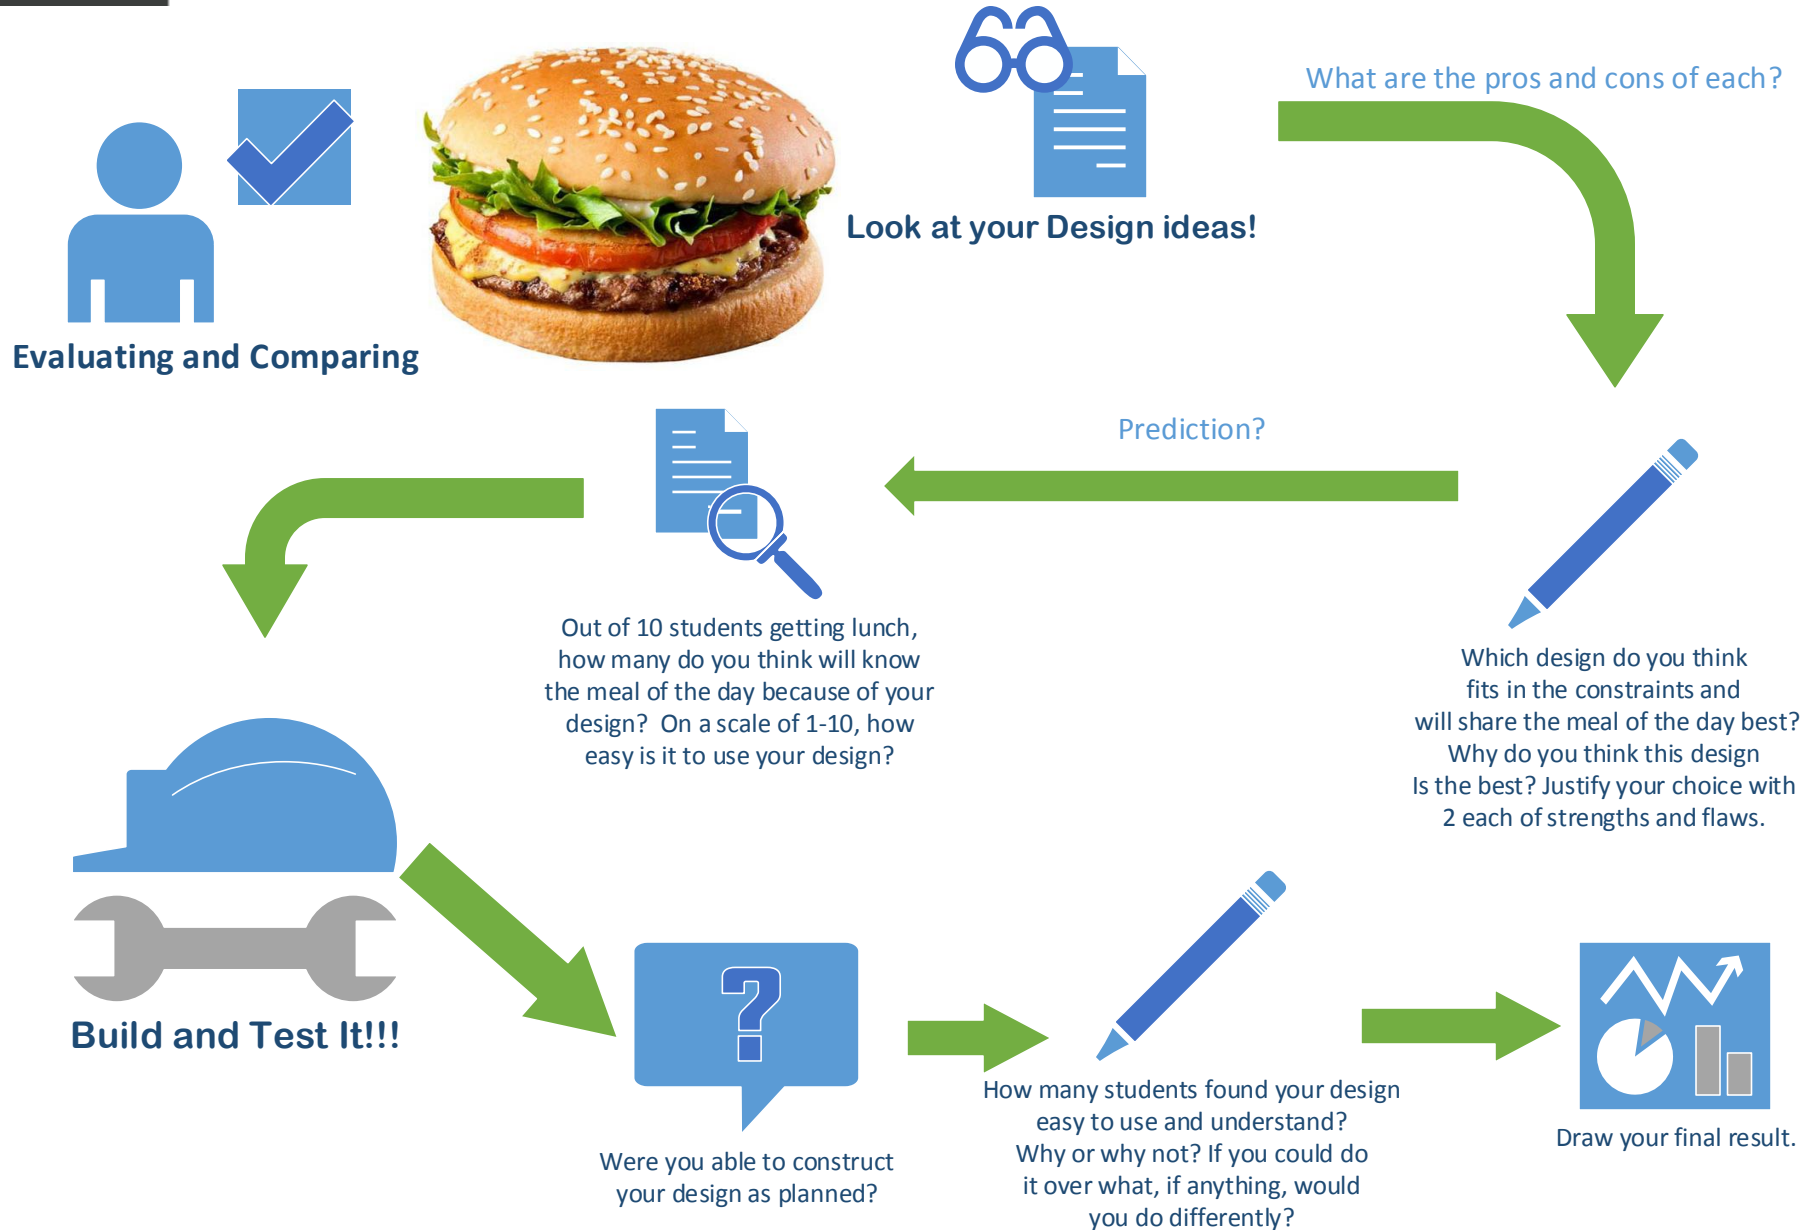 Evaluating and Comparing
Look at your Design ideas!
What are the pros and cons of each?
Which design do you think
fits in the constraints and
will share the meal of the day best?
Why do you think this design
Is the best? Justify your choice with
2 each of strengths and flaws.
Prediction?
Out of 10 students getting lunch,
how many do you think will know
the meal of the day because of your
design?  On a scale of 1-10, how
easy is it to use your design?
Build and Test It!!!
?
Were you able to construct
your design as planned?
How many students found your design
easy to use and understand?
Why or why not? If you could do
it over what, if anything, would
you do differently?
Draw your final result.